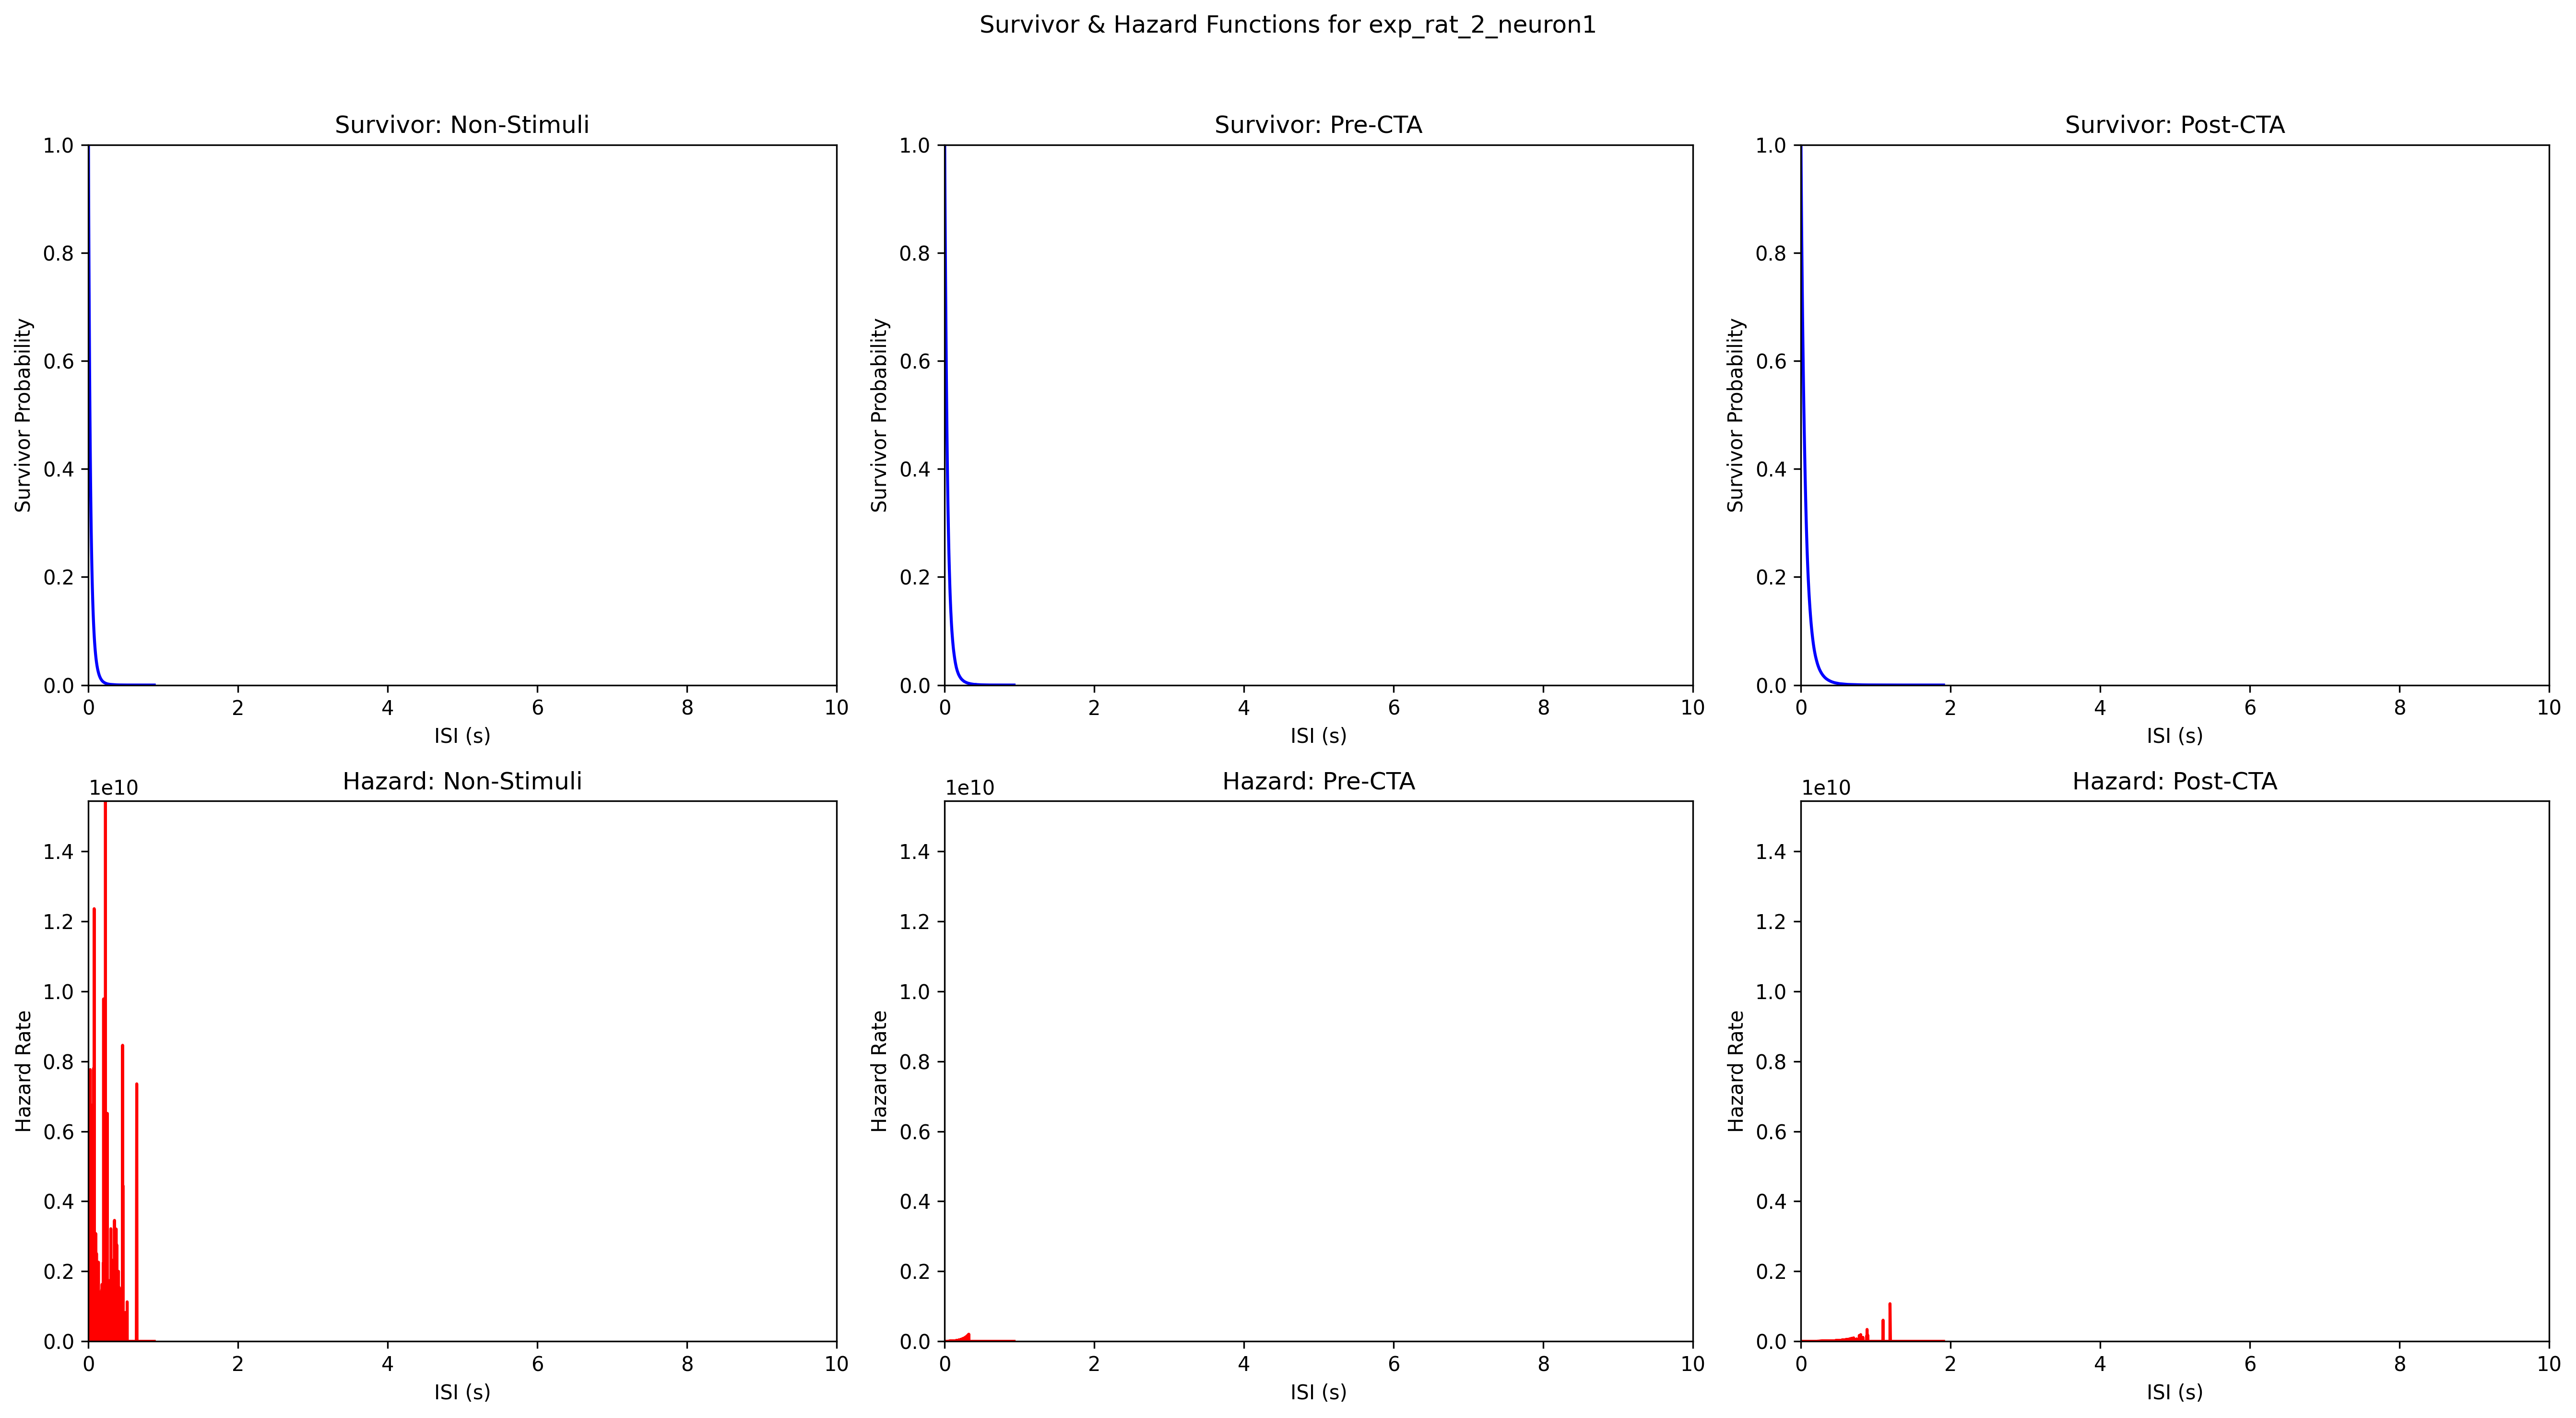 Survivor & Hazard Functions for exp_rat_2_neuron1
Survivor: Non-Stimuli
Survivor Probability
1.0
0.8
0.6
0.4
0.2
0.0
0 2 4 6 8 10
ISI (s)
Survivor: Pre-CTA
Survivor Probability
1.0
0.8
0.6
0.4
0.2
0.0
0 2 4 6 8 10
ISI (s)
Survivor: Post-CTA
Survivor Probability
1.0
0.8
0.6
0.4
0.2
0.0
0 2 4 6 8 10
ISI (s)
Hazard: Non-Stimuli
1e10
Hazard Rate
1.4
1.2
1.0
0.8
0.6
0.4
0.2
0.0
0 2 4 6 8 10
ISI (s)
Hazard: Pre-CTA
1e10
Hazard Rate
1.4
1.2
1.0
0.8
0.6
0.4
0.2
0.0
0 2 4 6 8 10
ISI (s)
Hazard: Post-CTA
1e10
Hazard Rate
1.4
1.2
1.0
0.8
0.6
0.4
0.2
0.0
0 2 4 6 8 10
ISI (s)